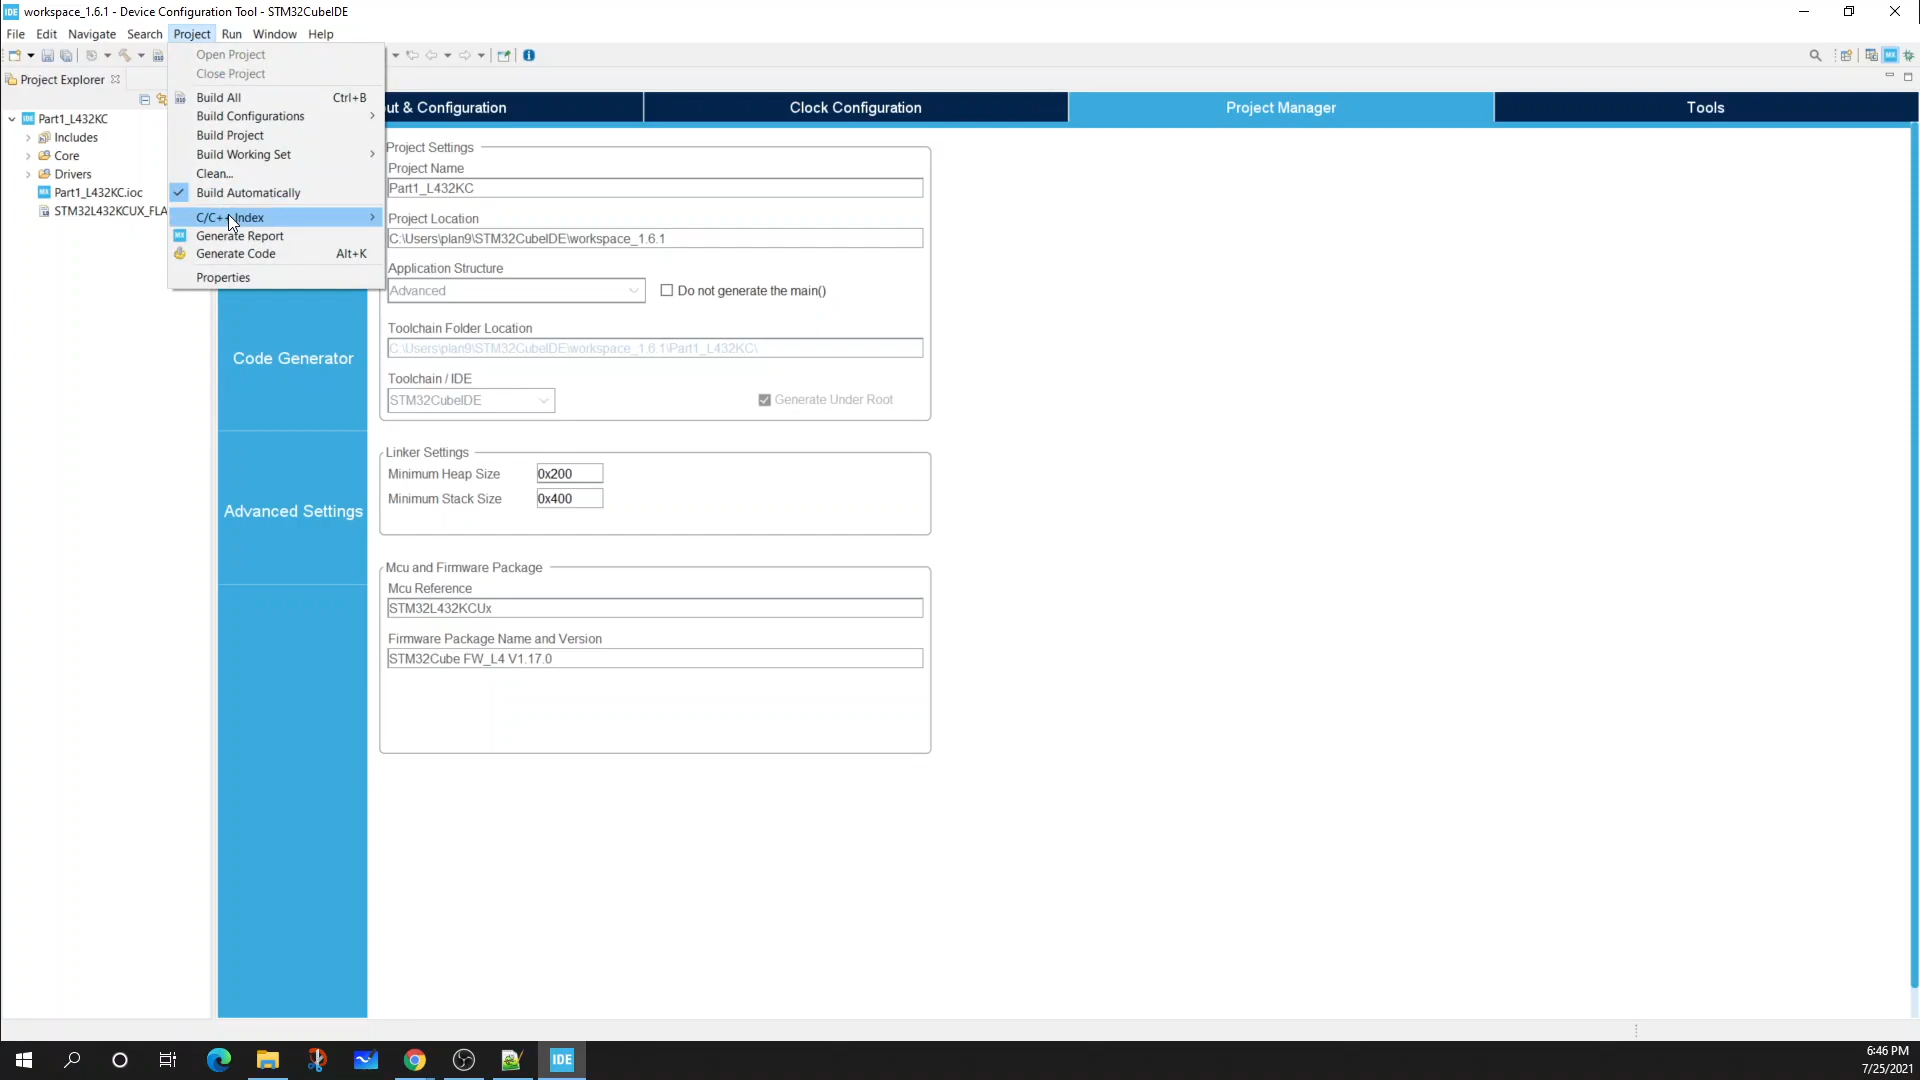 IDE workspace_1.6.1 - Device Configuration Tool - STM32CubeIDE
File Edit Navigate Search Project Run Window Help
Project Explorer
Part1_L432KC
Includes
Core
Drivers
Part1_L432KC.ioc
STM32L432KCUX_FLA
Open Project
Close Project
Build All Ctrl+B
Build Configurations
Build Project
Build Working Set
Clean...
Build Automatically
C/C++ Index
Generate Report
Generate Code Alt+K
Properties
ut & Configuration
Clock Configuration
Project Manager
Tools
Code Generator
Advanced Settings
Project Settings
Project Name
Part1_L432KC
Project Location
C:\Users\plan9\STM32CubeIDE\workspace_1.6.1
Application Structure
Advanced
Do not generate the main()
Toolchain Folder Location
C:\Users\plan9\STM32CubeIDE\workspace_1.6.1\Part1_L432KC\
Toolchain / IDE
STM32CubeIDE
Generate Under Root
Linker Settings
Minimum Heap Size 0x200
Minimum Stack Size 0x400
Mcu and Firmware Package
Mcu Reference
STM32L432KCUx
Firmware Package Name and Version
STM32Cube FW_L4 V1.17.0
IDE
6:46 PM
7/25/2021